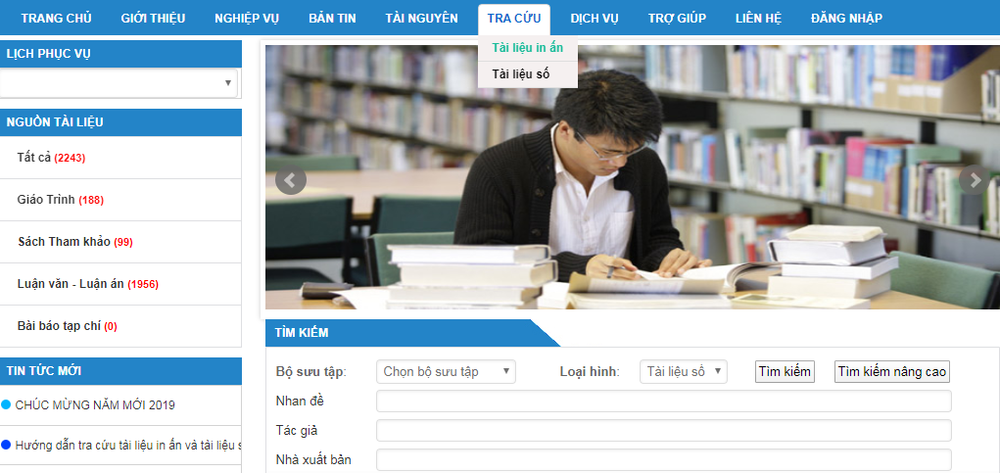 TRANG CHỦ GIỚI THIỆU NGHIỆP VỤ BẢN TIN TÀI NGUYÊN TRA CỨU DỊCH VỤ TRỢ GIÚP LIÊN HỆ ĐĂNG NHẬP
Tài liệu in ấn
Tài liệu số
LỊCH PHỤC VỤ
NGUỒN TÀI LIỆU
Tất cả (2243)
Giáo Trình (188)
Sách Tham khảo (99)
Luận văn - Luận án (1956)
Bài báo tạp chí (0)
TIN TỨC MỚI
CHÚC MỪNG NĂM MỚI 2019
Hướng dẫn tra cứu tài liệu in ấn và tài liệu s
TÌM KIẾM
Bộ sưu tập: Chọn bộ sưu tập Loại hình: Tài liệu số Tìm kiếm Tìm kiếm nâng cao
Nhan đề
Tác giả
Nhà xuất bản